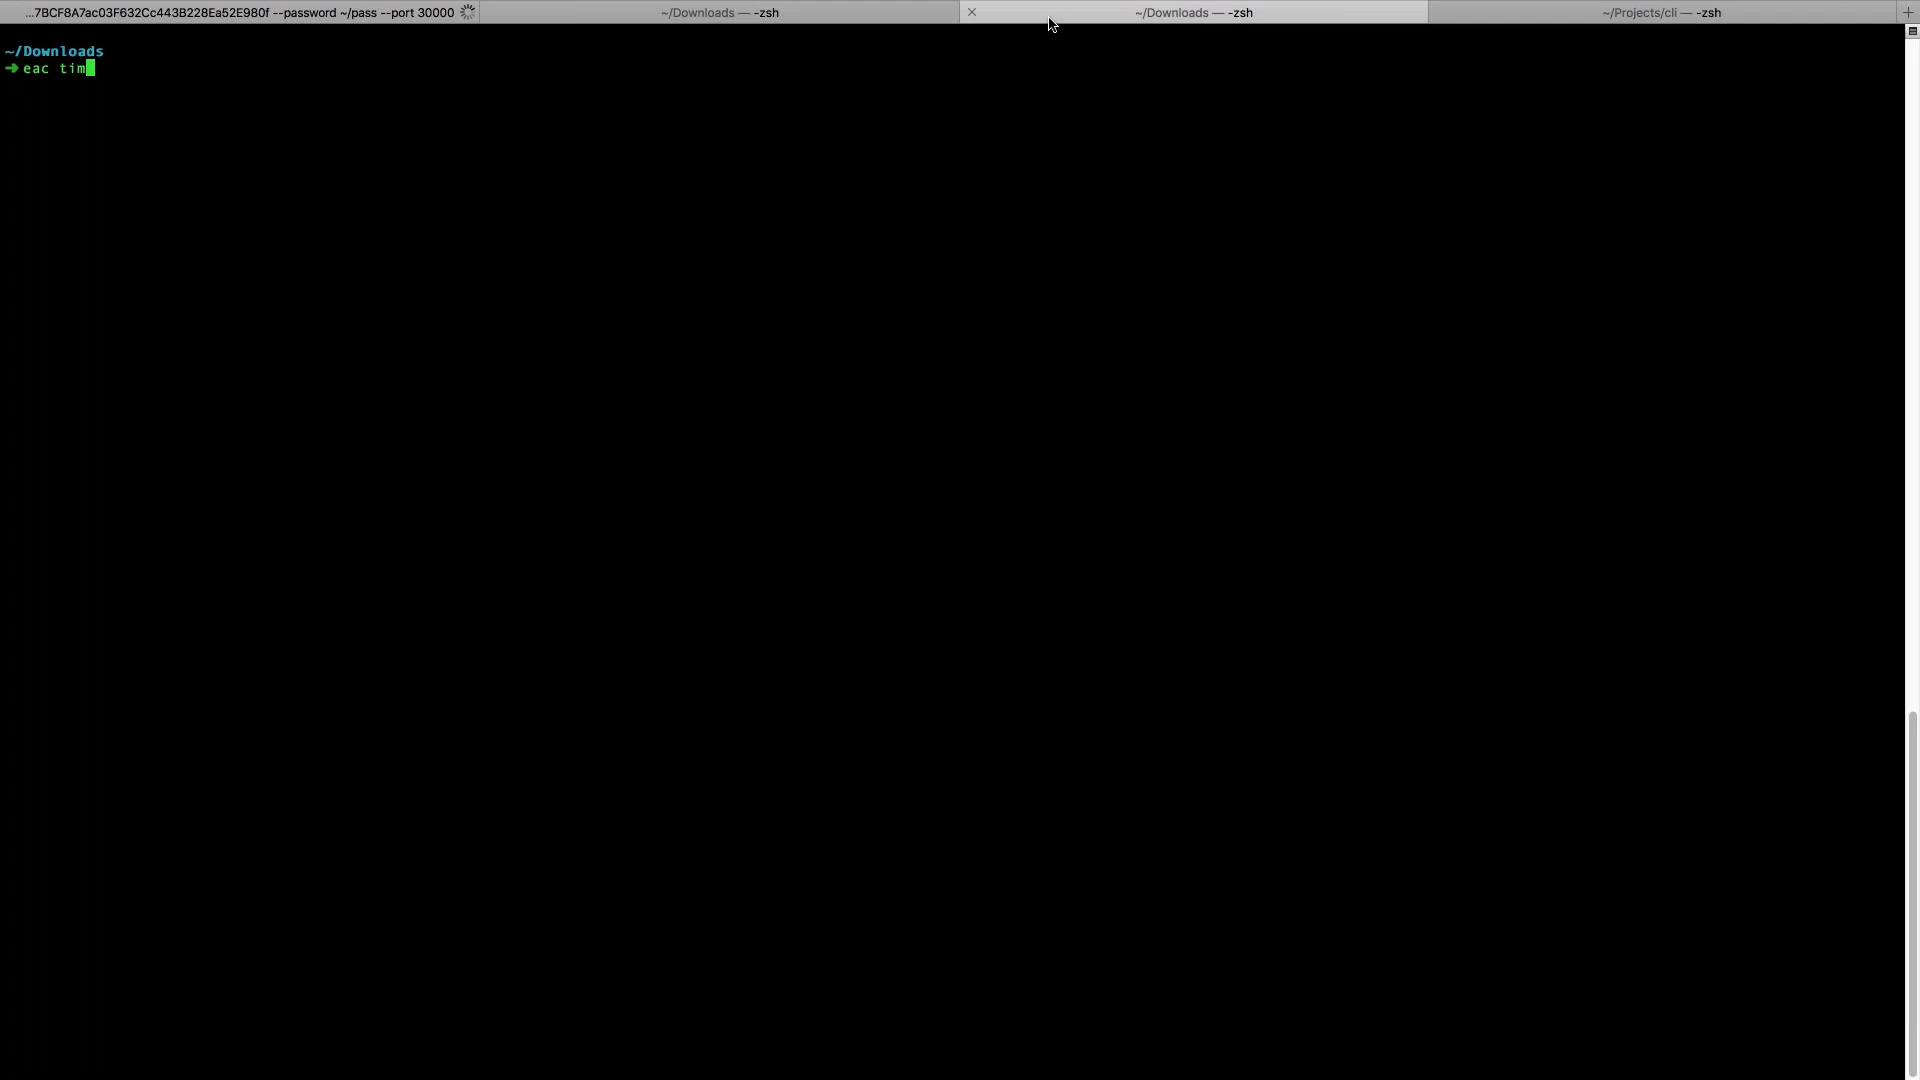 ...7BCF8A7ac03F632Cc443B228Ea52E980f --password ~/pass --port 30000
~/Downloads — -zsh
~/Downloads — -zsh
~/Projects/cli — -zsh
~/Downloads
➜ eac tim